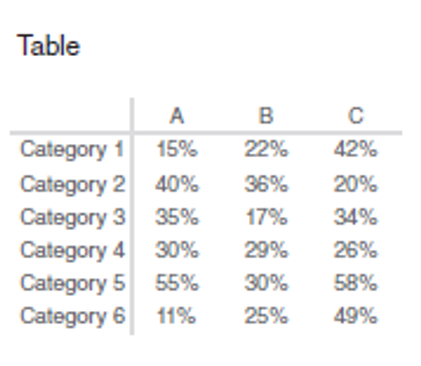 Table
A B C
Category 1 15% 22% 42%
Category 2 40% 36% 20%
Category 3 35% 17% 34%
Category 4 30% 29% 26%
Category 5 55% 30% 58%
Category 6 11% 25% 49%